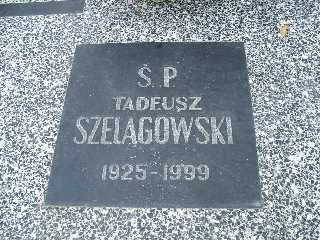 Ś. P.
TADEUSZ
SZELĄGOWSKI
1925-1999